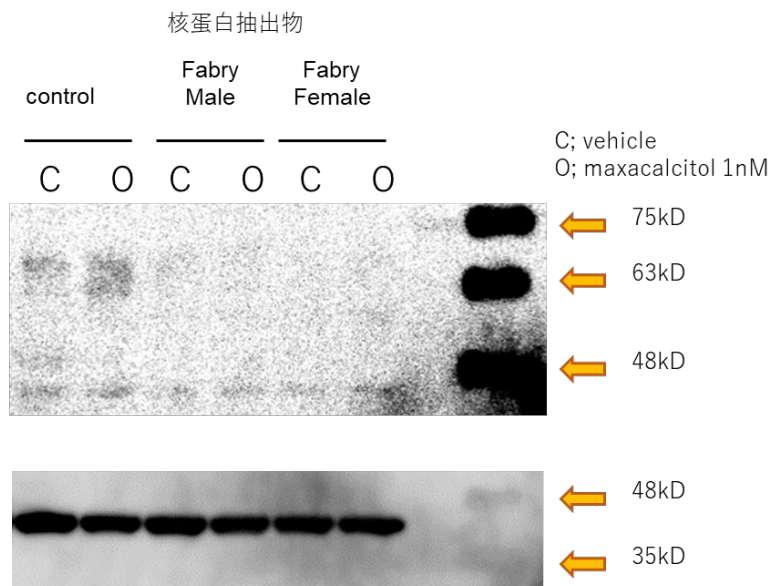 核蛋白抽出物
control
Fabry
Male
Fabry
Female
C O C O C O
C; vehicle
O; maxacalcitol 1nM
75kD
63kD
48kD
48kD
35kD